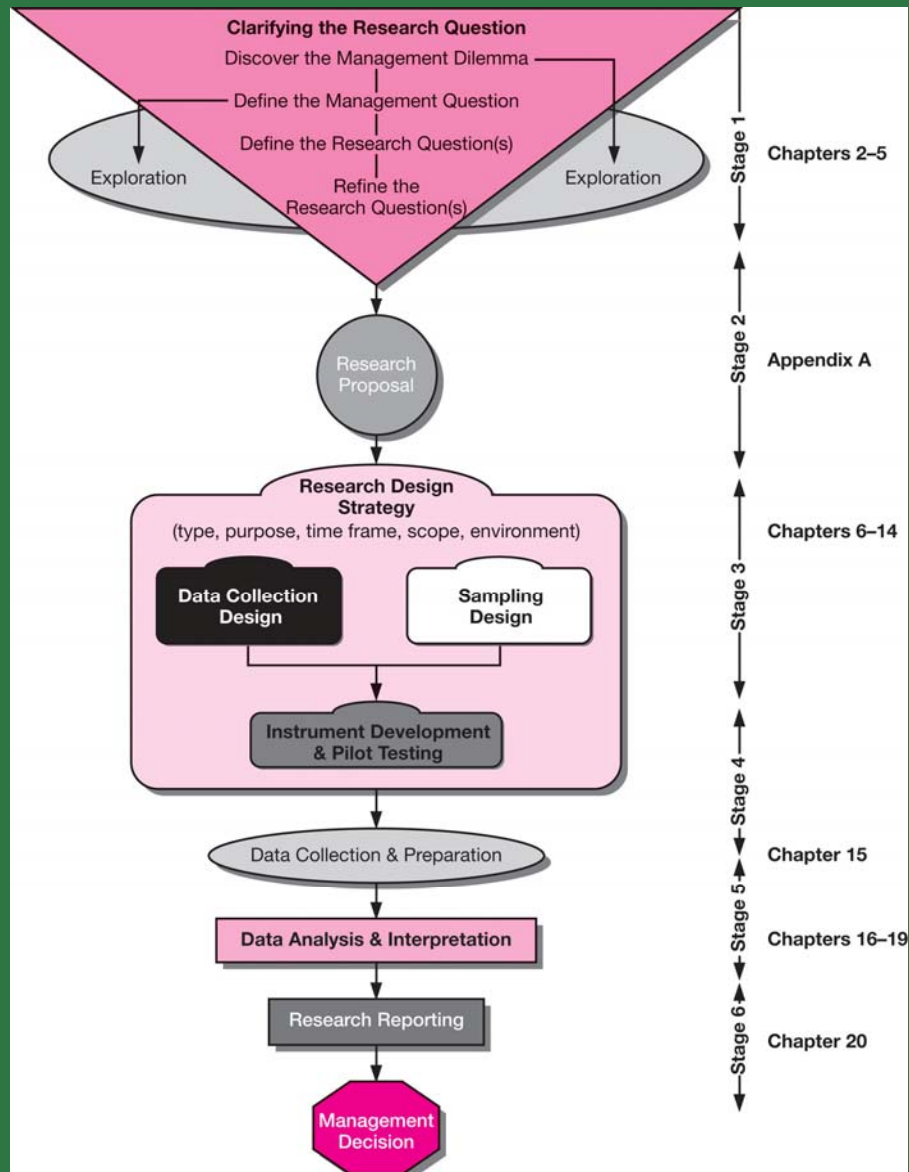 Clarifying the Research Question
Discover the Management Dilemma
Define the Management Question
Define the Research Question(s)
Exploration
Exploration
Refine the
Research Question(s)
Stage 1
Chapters 2–5
Research
Proposal
Stage 2
Appendix A
Research Design
Strategy
(type, purpose, time frame, scope, environment)
Data Collection
Design
Sampling
Design
Stage 3
Chapters 6–14
Instrument Development
& Pilot Testing
Stage 4
Data Collection & Preparation
Chapter 15
Data Analysis & Interpretation
Stage 5
Chapters 16–19
Research Reporting
Stage 6
Chapter 20
Management
Decision